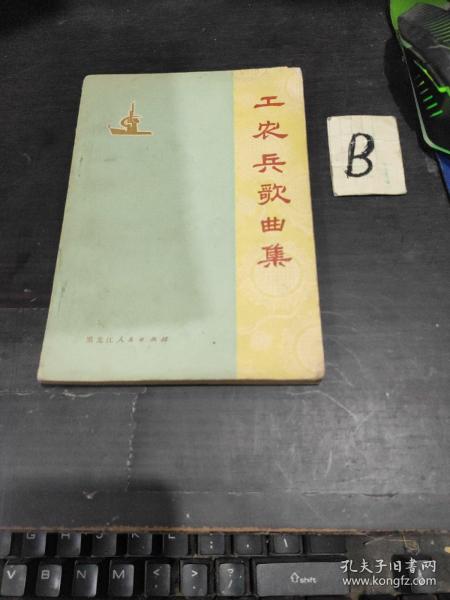 工农兵歌曲集
黑龙江人民出版社
B
shift
V B N M < > ?
孔夫子旧书网
www.kongfz.com